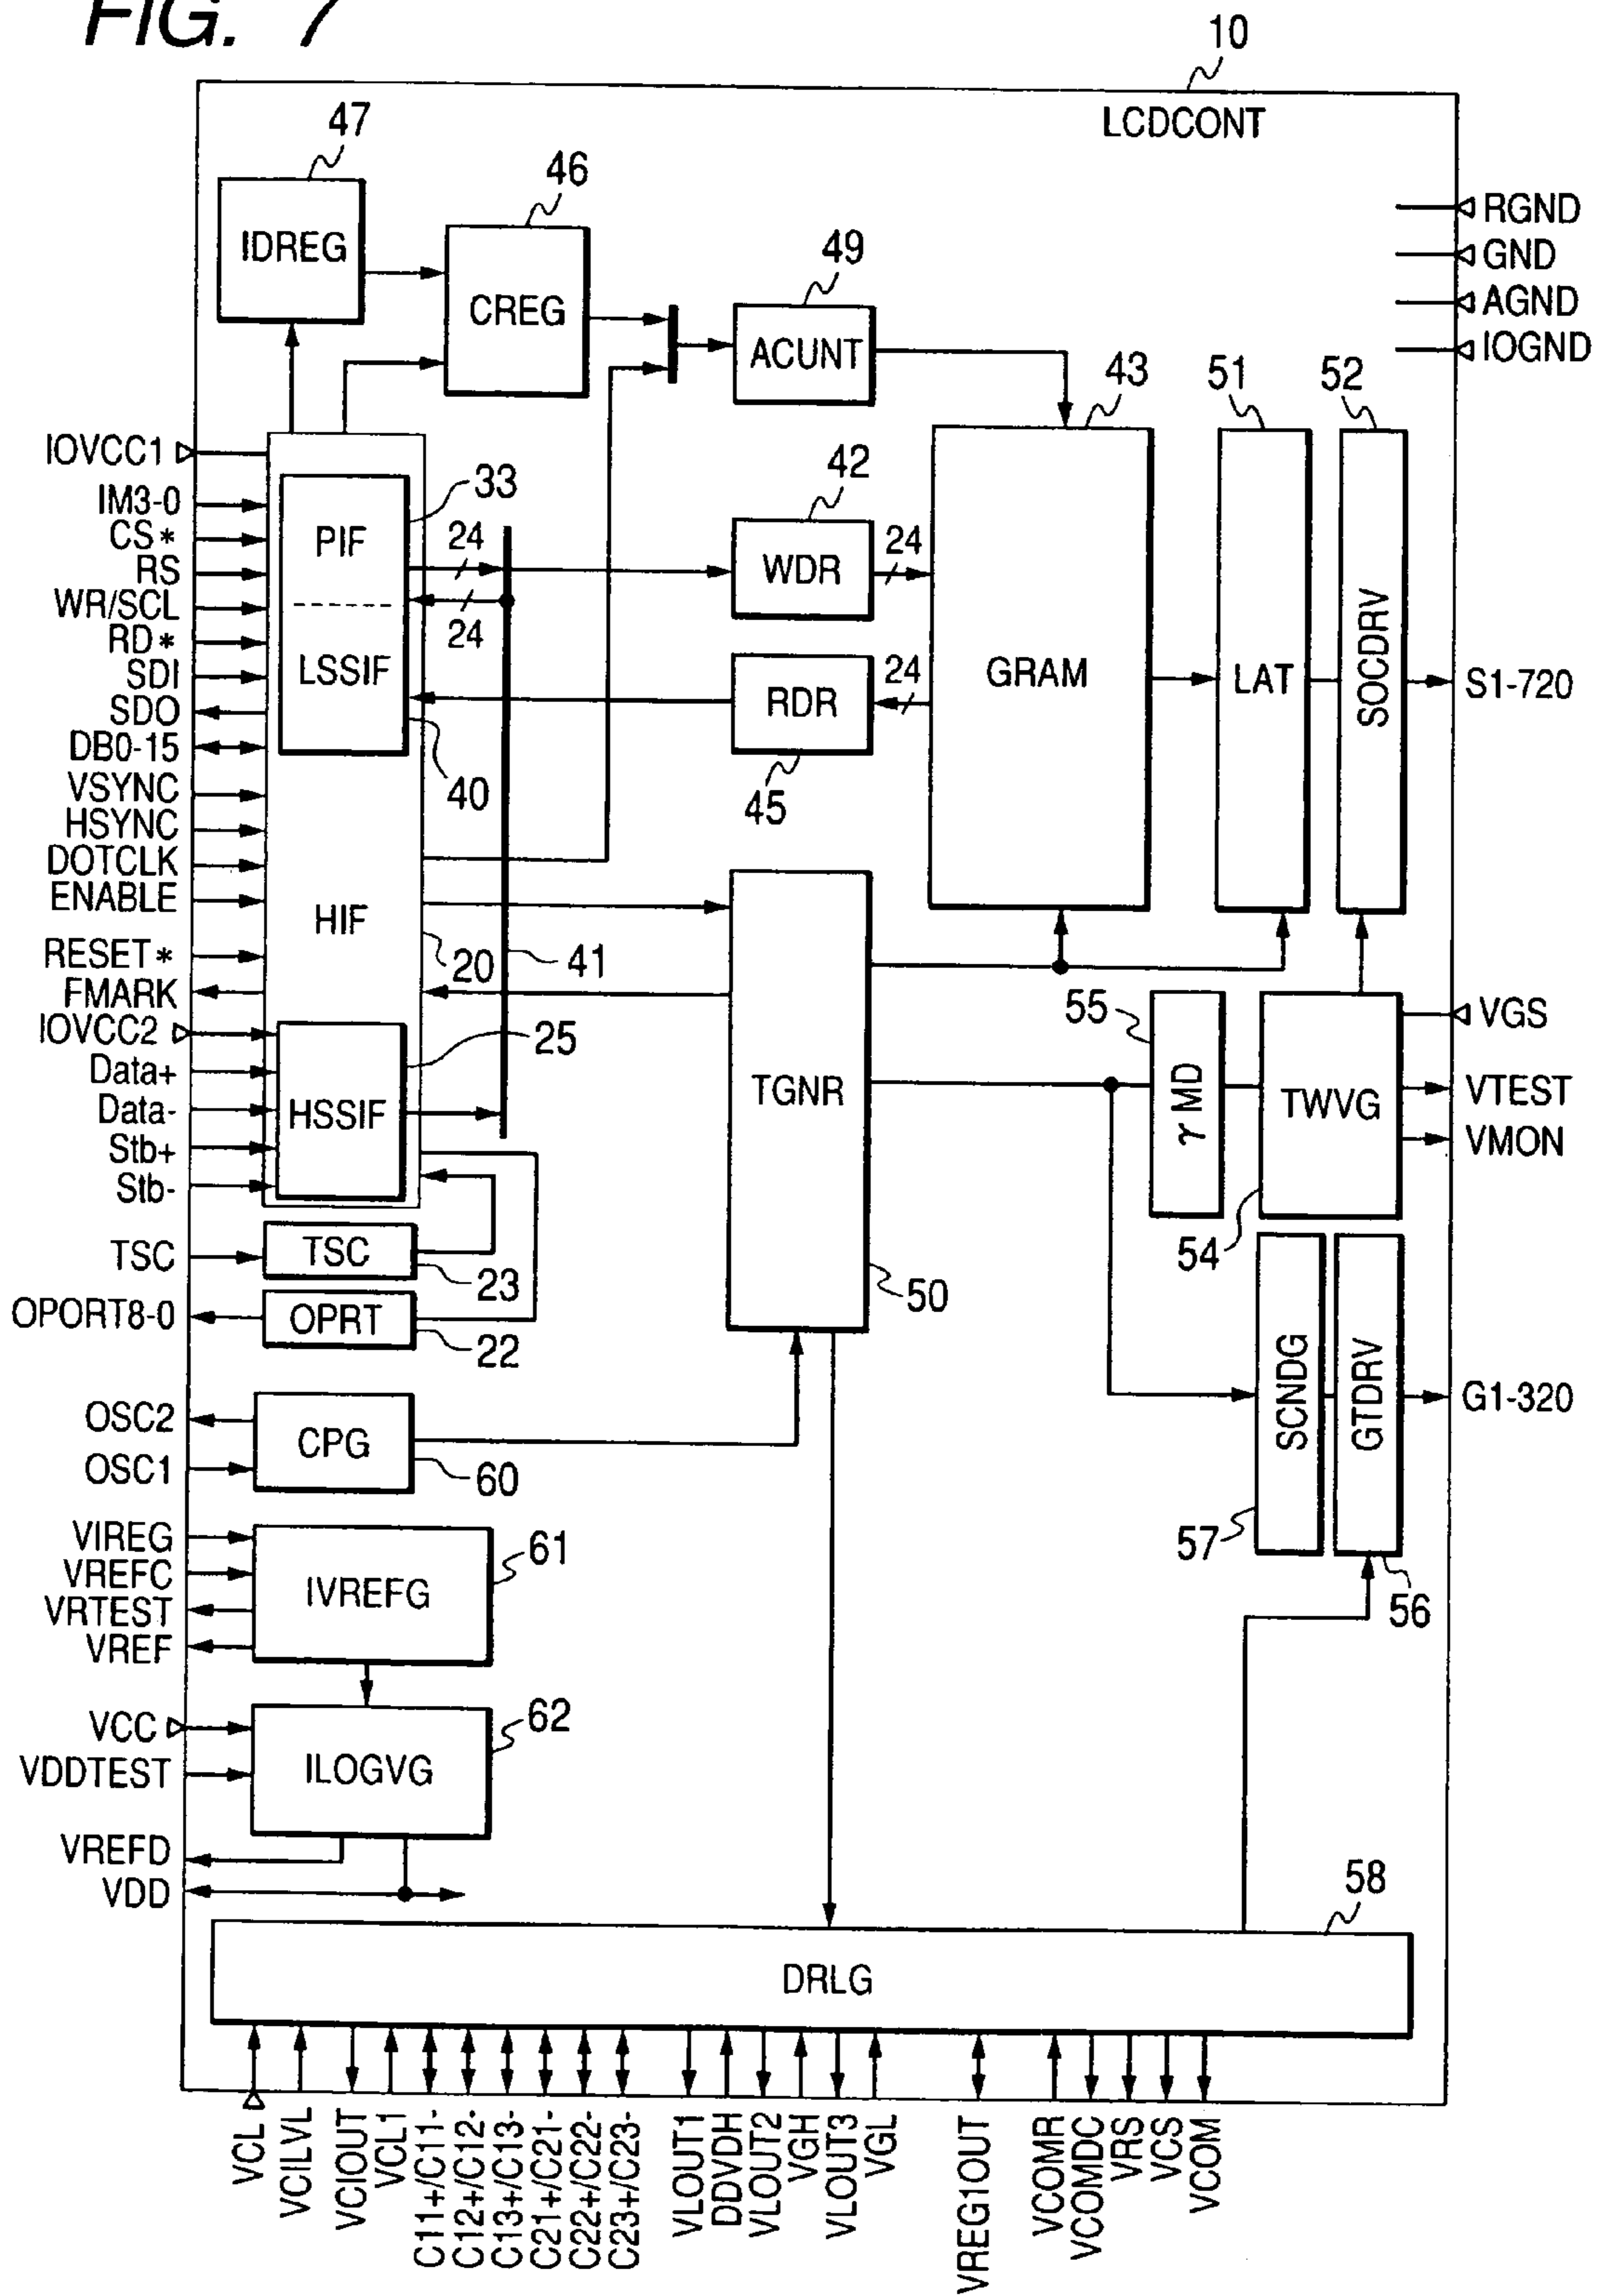 FIG. 7
10
LCDCONT
47
IDREG
46
CREG
49
ACUNT
RGND
GND
AGND
IOGND
43
GRAM
51
LAT
52
SOCDRV
S1-720
IOVCC1
IM3-0
CS*
RS
WR/SCL
RD*
SDI
SDO
DB0-15
VSYNC
HSYNC
DOTCLK
ENABLE
RESET*
FMARK
IOVCC2
Data+
Data-
Stb+
Stb-
33
PIF
LSSIF
40
24
24
42
WDR
24
RDR
24
45
HIF
20
41
25
HSSIF
TGNR
50
55
γ MD
TWVG
54
VGS
VTEST
VMON
TSC
TSC
23
OPORT8-0
OPRT
22
SCNDG
57
GTDRV
56
G1-320
OSC2
OSC1
CPG
60
VIREG
VREFC
VRTEST
VREF
IVREFG
61
VCC
VDDTEST
ILOGVG
62
VREFD
VDD
58
DRLG
VCL
VCILVL
VCIOUT
VCL1
C11+/C11-
C12+/C12-
C13+/C13-
C21+/C21-
C22+/C22-
C23+/C23-
VLOUT1
DDVDH
VLOUT2
VGH
VLOUT3
VGL
VREG1OUT
VCOMR
VCOMDC
VRS
VCS
VCOM